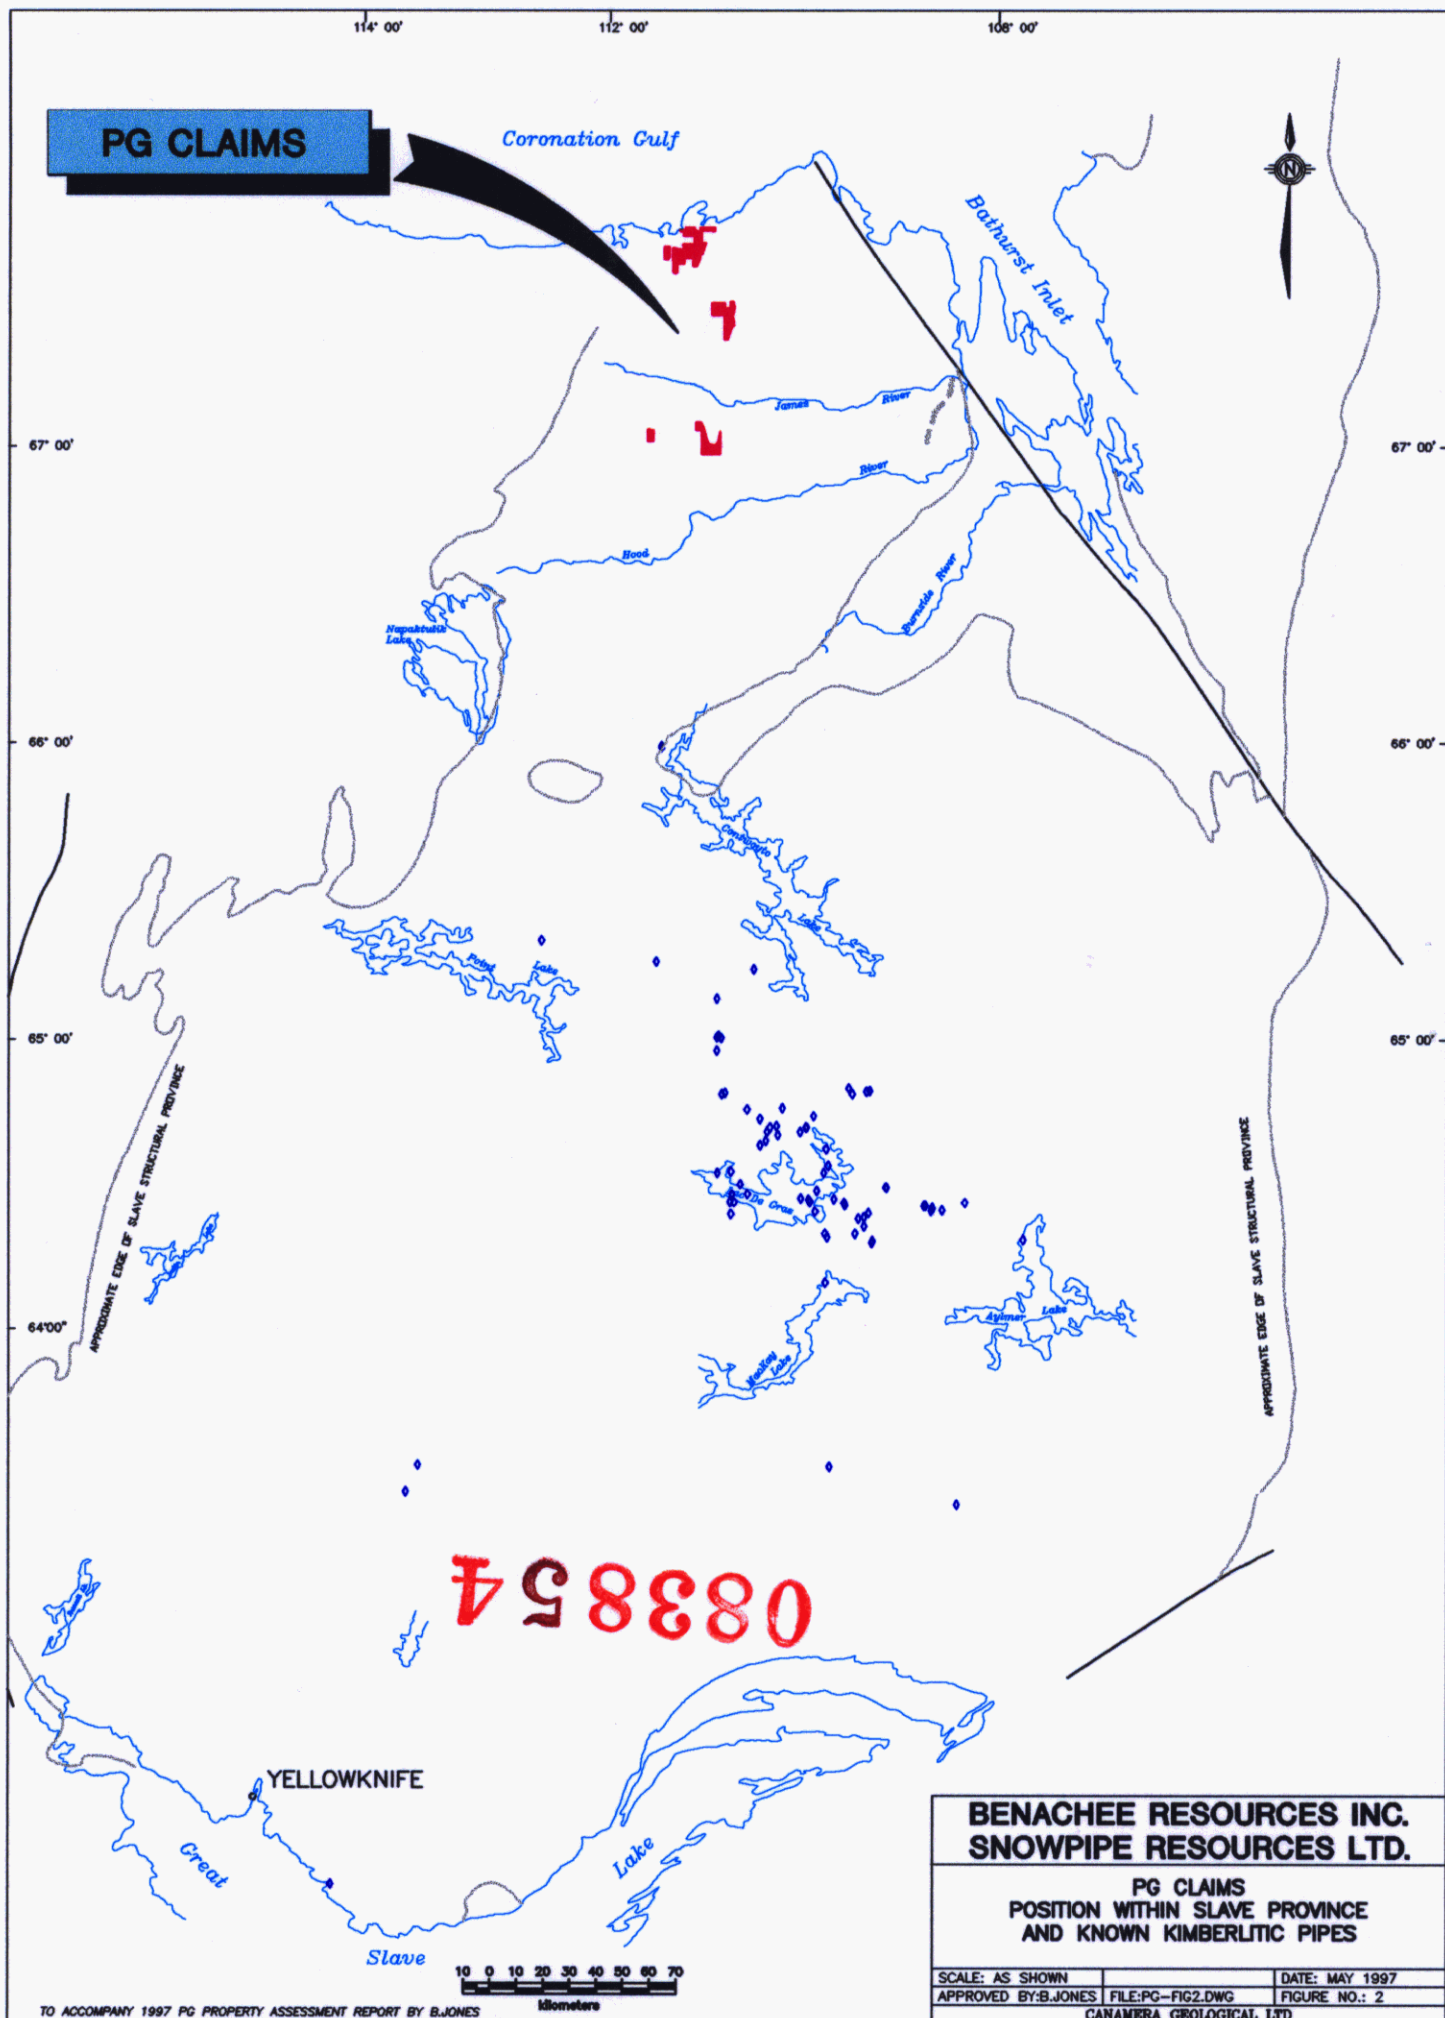 114° 00'
112° 00'
108° 00'
PG CLAIMS
Coronation Gulf
N
Bathurst Inlet
James River
67° 00'
67° 00'
River
Hood
Burnside River
Napaktulik
Lake
66° 00'
66° 00'
Contwoyto
Lake
Point Lake
65° 00'
65° 00'
APPROXIMATE EDGE OF SLAVE STRUCTURAL PROVINCE
APPROXIMATE EDGE OF SLAVE STRUCTURAL PROVINCE
De Gras
64°00"
Aylmer Lake
MacKay
Lake
083854
YELLOWKNIFE
Great
Slave
Lake
10 0 10 20 30 40 50 60 70
kilometers
TO ACCOMPANY 1997 PG PROPERTY ASSESSMENT REPORT BY B.JONES
BENACHEE RESOURCES INC.
SNOWPIPE RESOURCES LTD.
PG CLAIMS
POSITION WITHIN SLAVE PROVINCE
AND KNOWN KIMBERLITIC PIPES
SCALE: AS SHOWN
DATE: MAY 1997
APPROVED BY:B.JONES
FILE:PG-FIG2.DWG
FIGURE NO.: 2
CANAMERA GEOLOGICAL LTD